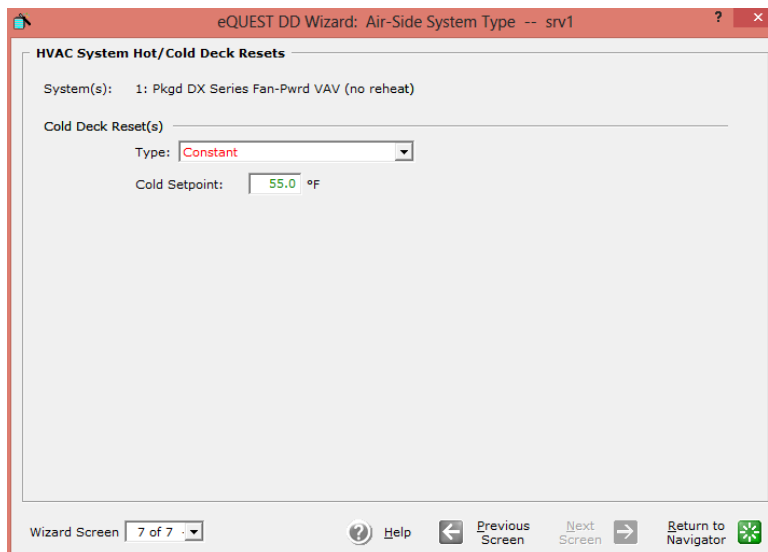 eQUEST DD Wizard: Air-Side System Type -- srv1 ? ×
HVAC System Hot/Cold Deck Resets
System(s): 1: Pkgd DX Series Fan-Pwrd VAV (no reheat)
Cold Deck Reset(s)
Type: Constant
Cold Setpoint: 55.0 °F
Wizard Screen 7 of 7 ? Help Previous Screen Next Screen Return to Navigator